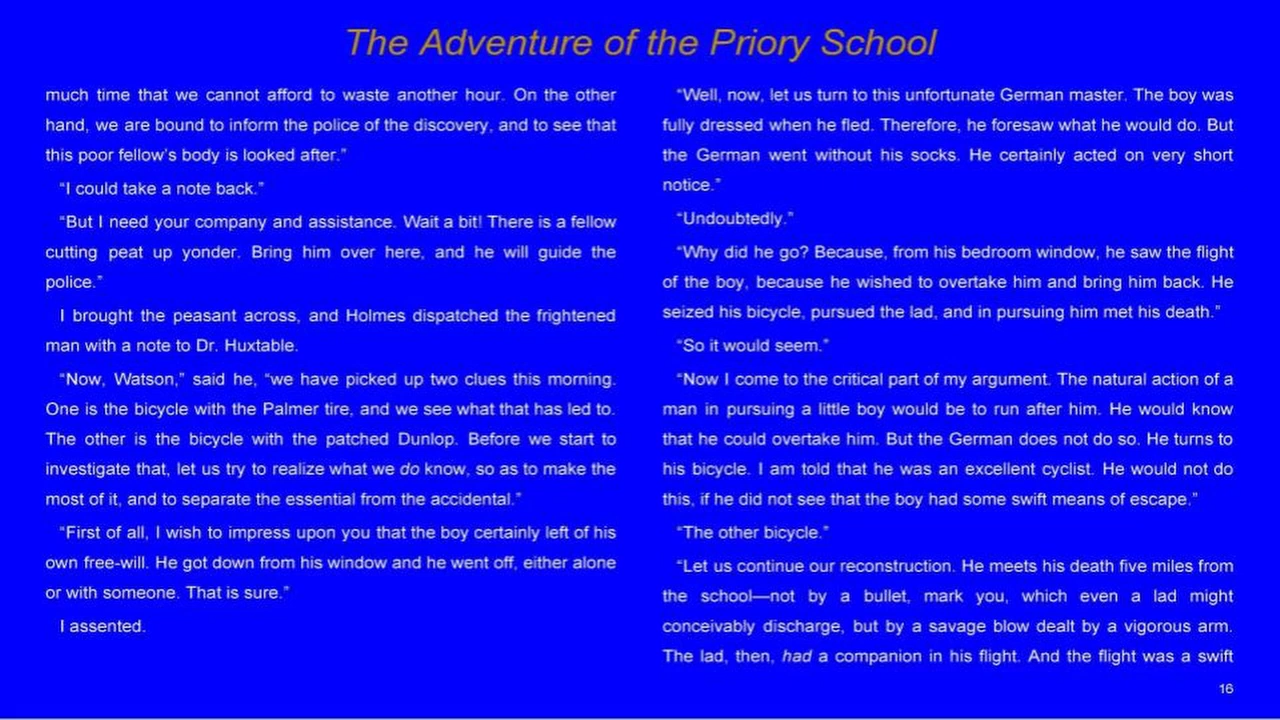 The Adventure of the Priory School
much time that we cannot afford to waste another hour. On the other
hand, we are bound to inform the police of the discovery, and to see that
this poor fellow’s body is looked after.”
“I could take a note back.”
“But I need your company and assistance. Wait a bit! There is a fellow
cutting peat up yonder. Bring him over here, and he will guide the
police.”
I brought the peasant across, and Holmes dispatched the frightened
man with a note to Dr. Huxtable.
“Now, Watson,” said he, “we have picked up two clues this morning.
One is the bicycle with the Palmer tire, and we see what that has led to.
The other is the bicycle with the patched Dunlop. Before we start to
investigate that, let us try to realize what we do know, so as to make the
most of it, and to separate the essential from the accidental.”
“First of all, I wish to impress upon you that the boy certainly left of his
own free-will. He got down from his window and he went off, either alone
or with someone. That is sure.”
I assented.
“Well, now, let us turn to this unfortunate German master. The boy was
fully dressed when he fled. Therefore, he foresaw what he would do. But
the German went without his socks. He certainly acted on very short
notice.”
“Undoubtedly.”
“Why did he go? Because, from his bedroom window, he saw the flight
of the boy, because he wished to overtake him and bring him back. He
seized his bicycle, pursued the lad, and in pursuing him met his death.”
“So it would seem.”
“Now I come to the critical part of my argument. The natural action of a
man in pursuing a little boy would be to run after him. He would know
that he could overtake him. But the German does not do so. He turns to
his bicycle. I am told that he was an excellent cyclist. He would not do
this, if he did not see that the boy had some swift means of escape.”
“The other bicycle.”
“Let us continue our reconstruction. He meets his death five miles from
the school—not by a bullet, mark you, which even a lad might
conceivably discharge, but by a savage blow dealt by a vigorous arm.
The lad, then, had a companion in his flight. And the flight was a swift
16